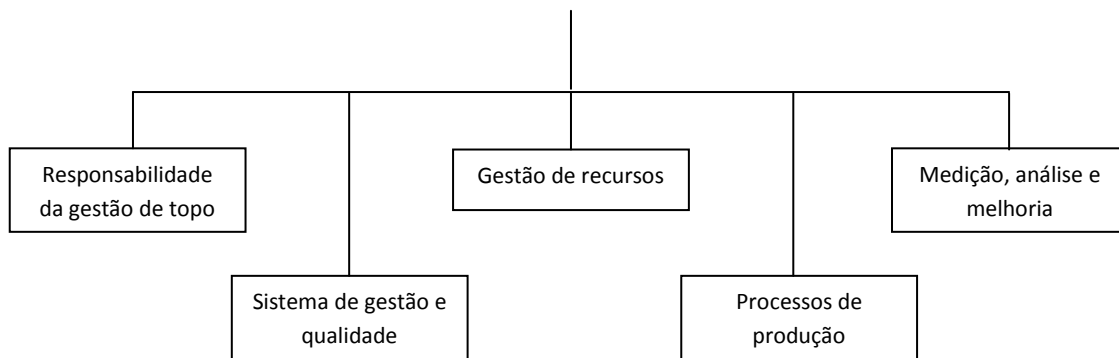 Responsabilidade
da gestão de topo
Gestão de recursos
Medição, análise e
melhoria
Sistema de gestão e
qualidade
Processos de
produção